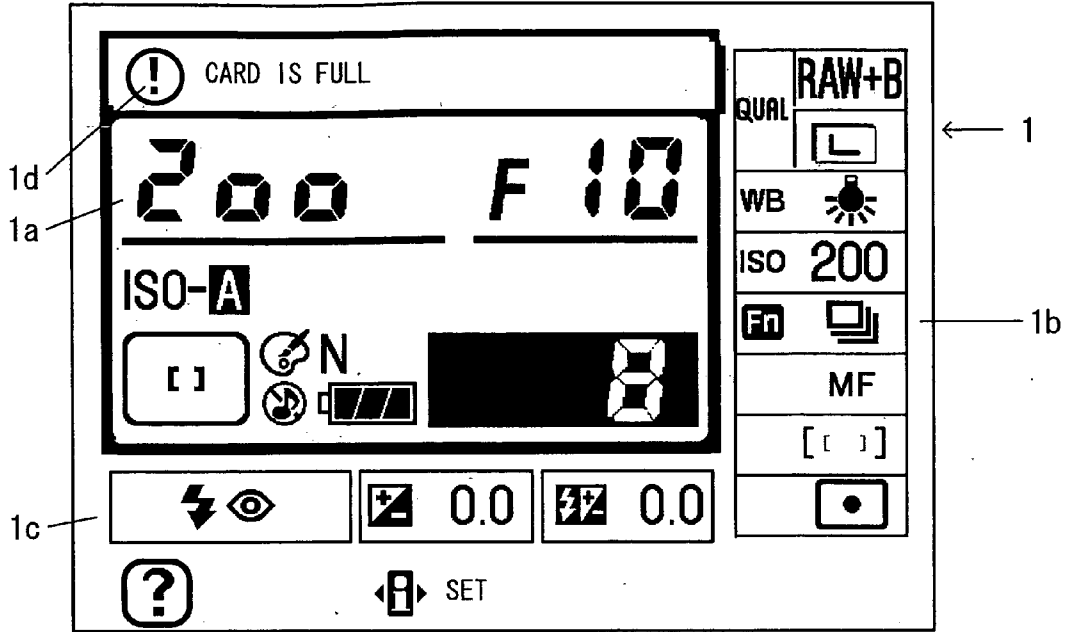 CARD IS FULL
200 F 10
ISO-A
[ ] N
8
QUAL RAW+B
L
WB
ISO 200
Fn
MF
[[ ]]
0.0 0.0
? SET
1
1a
1b
1c
1d